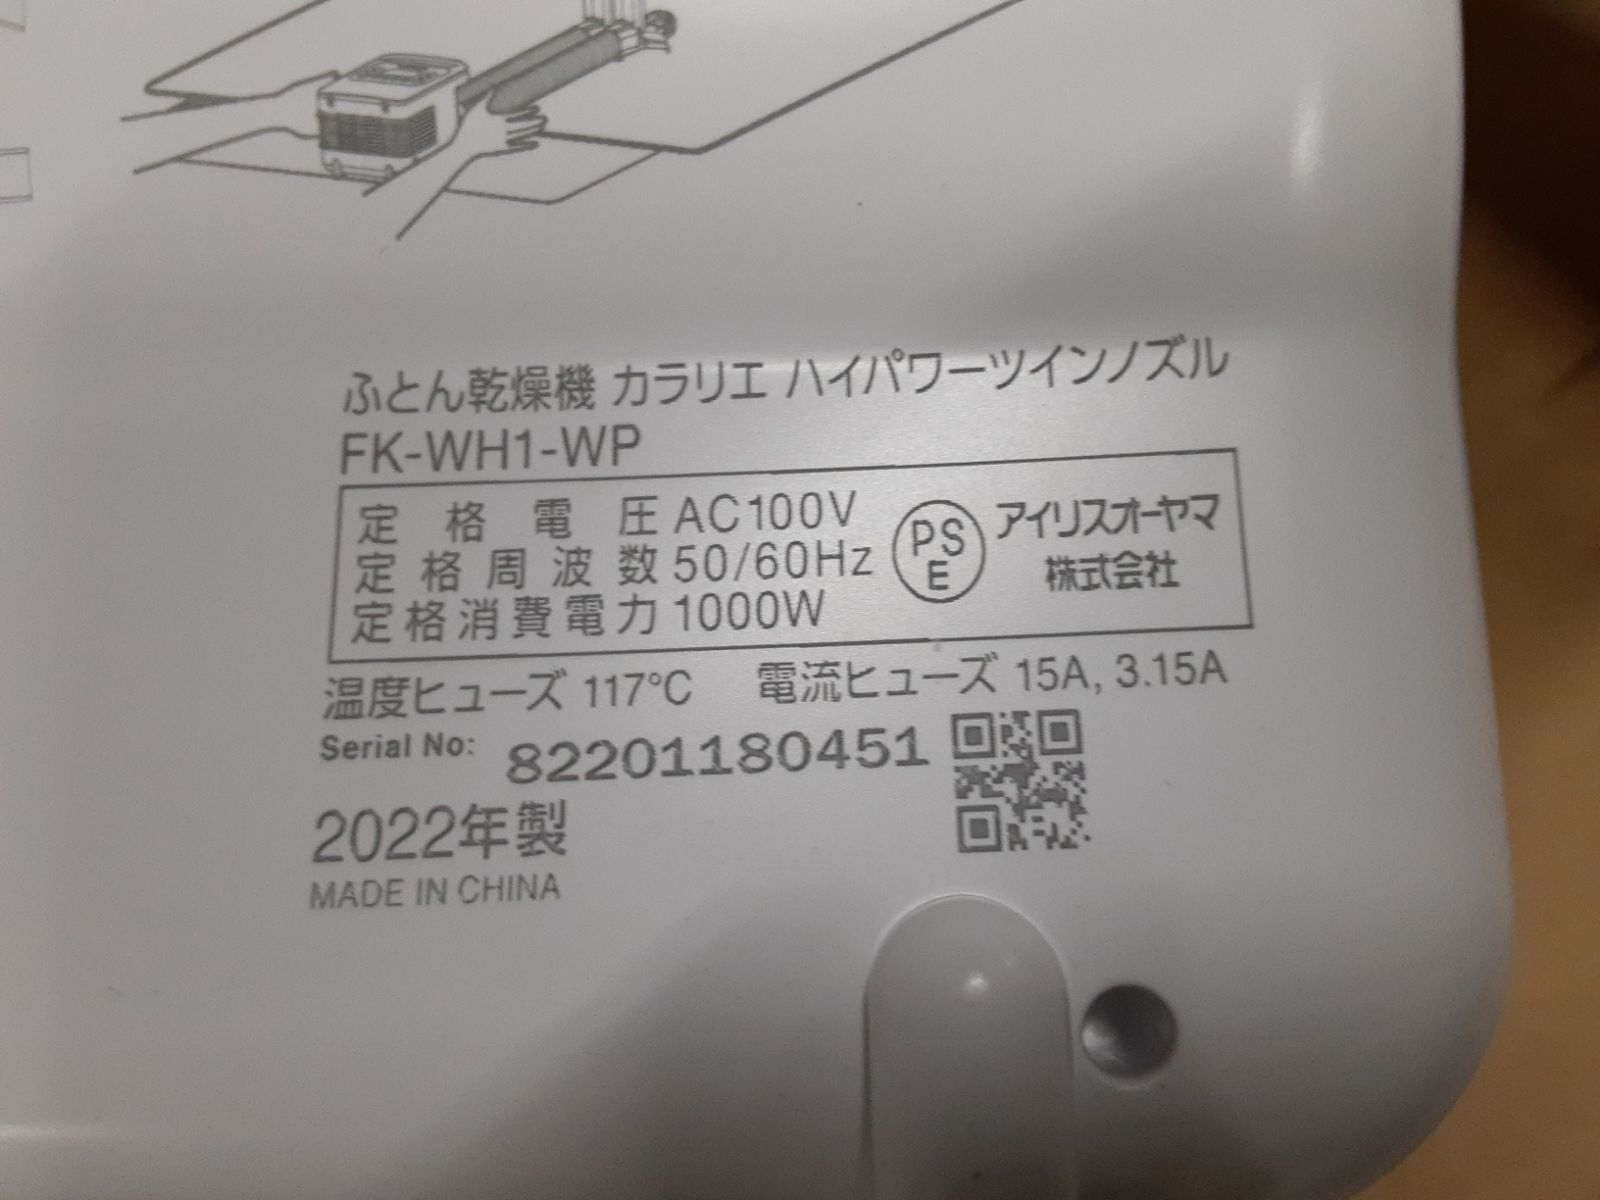 ふとん乾燥機 カラリエ ハイパワーツインノズル
FK-WH1-WP
定格電圧 AC100V
定格周波数 50/60Hz
定格消費電力 1000W
PS
E
アイリスオーヤマ
株式会社
温度ヒューズ 117℃ 電流ヒューズ 15A, 3.15A
Serial No: 82201180451
2022年製
MADE IN CHINA